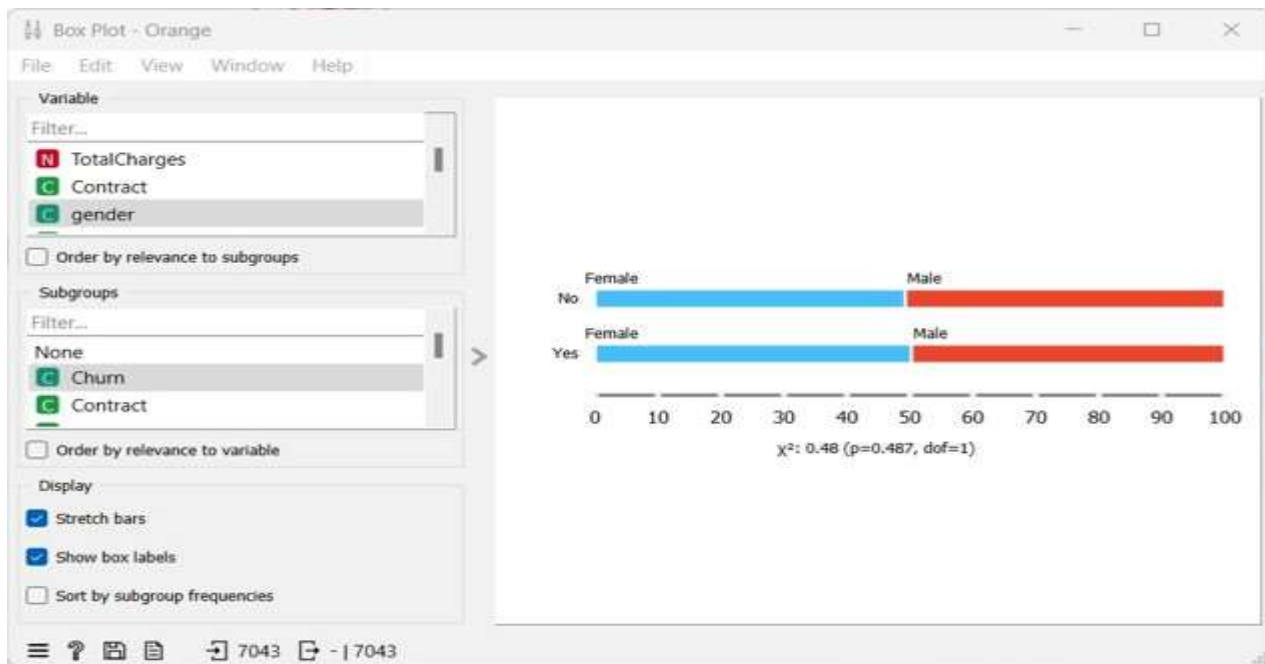 Box Plot - Orange
File Edit View Window Help
Variable
Filter...
N TotalCharges
C Contract
C gender
Order by relevance to subgroups
Subgroups
Filter...
None
C Churn
C Contract
Order by relevance to variable
Display
Stretch bars
Show box labels
Sort by subgroup frequencies
? 7043 - | 7043
>
Female Male
No
Female Male
Yes
0 10 20 30 40 50 60 70 80 90 100
χ²: 0.48 (p=0.487, dof=1)